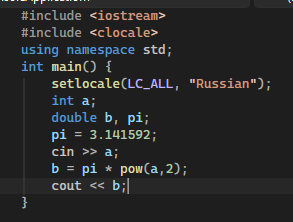 #include <iostream>
#include <clocale>
using namespace std;
int main() {
    setlocale(LC_ALL, "Russian");
    int a;
    double b, pi;
    pi = 3.141592;
    cin >> a;
    b = pi * pow(a,2);
    cout << b;
}